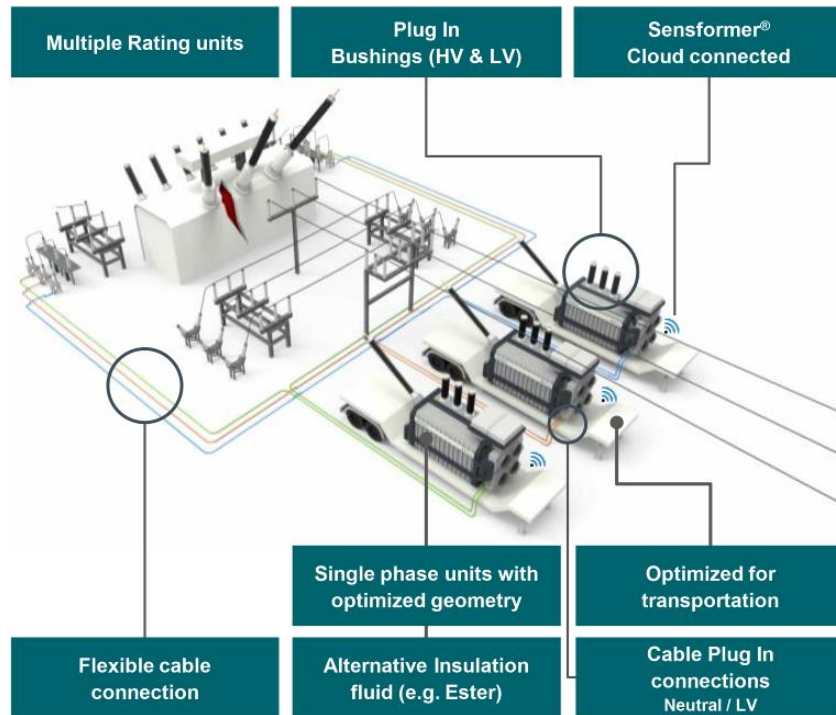 Multiple Rating units
Plug In
Bushings (HV & LV)
Sensformer®
Cloud connected
Single phase units with
optimized geometry
Optimized for
transportation
Flexible cable
connection
Alternative Insulation
fluid (e.g. Ester)
Cable Plug In
connections
Neutral / LV